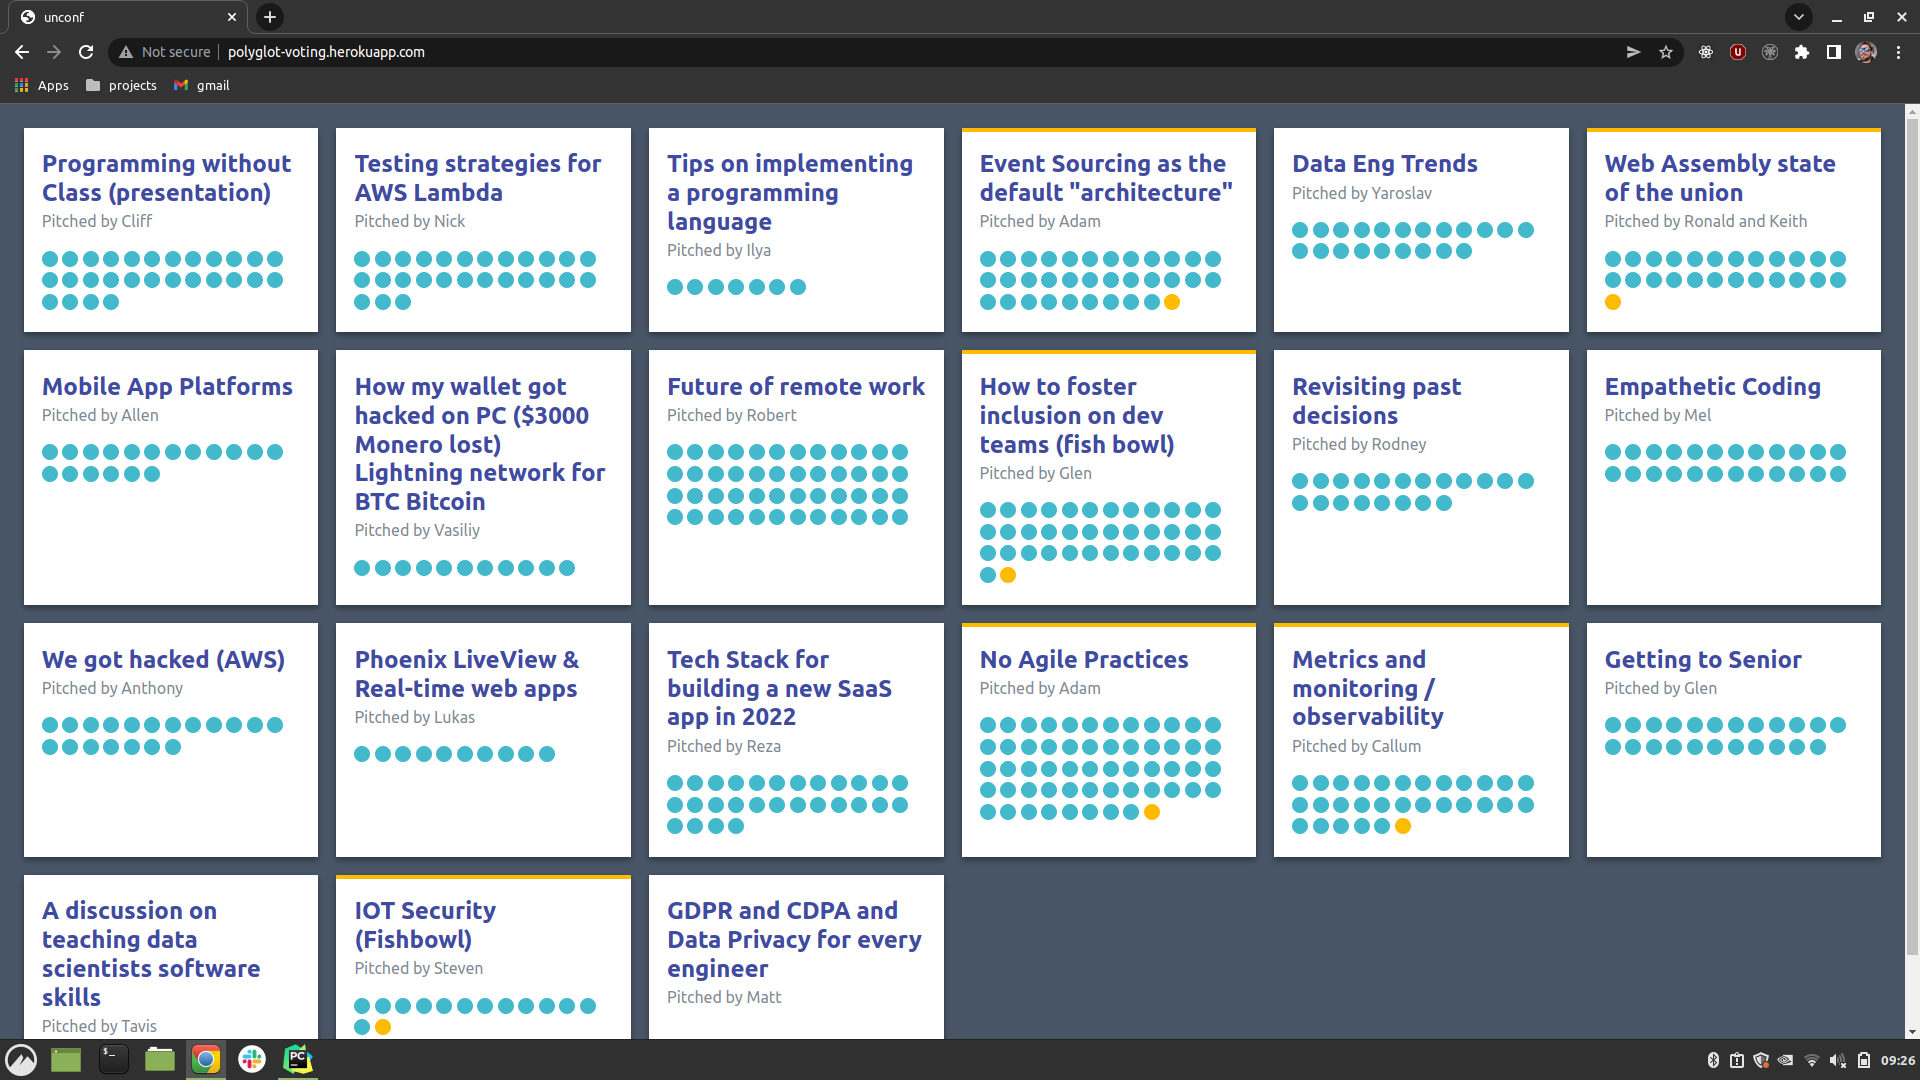 unconf
Not secure polyglot-voting.herokuapp.com
Apps projects gmail
Programming without
Class (presentation)
Pitched by Cliff
Testing strategies for
AWS Lambda
Pitched by Nick
Tips on implementing
a programming
language
Pitched by Ilya
Event Sourcing as the
default "architecture"
Pitched by Adam
Data Eng Trends
Pitched by Yaroslav
Web Assembly state
of the union
Pitched by Ronald and Keith
Mobile App Platforms
Pitched by Allen
How my wallet got
hacked on PC ($3000
Monero lost)
Lightning network for
BTC Bitcoin
Pitched by Vasiliy
Future of remote work
Pitched by Robert
How to foster
inclusion on dev
teams (fish bowl)
Pitched by Glen
Revisiting past
decisions
Pitched by Rodney
Empathetic Coding
Pitched by Mel
We got hacked (AWS)
Pitched by Anthony
Phoenix LiveView &
Real-time web apps
Pitched by Lukas
Tech Stack for
building a new SaaS
app in 2022
Pitched by Reza
No Agile Practices
Pitched by Adam
Metrics and
monitoring /
observability
Pitched by Callum
Getting to Senior
Pitched by Glen
A discussion on
teaching data
scientists software
skills
Pitched by Tavis
IOT Security
(Fishbowl)
Pitched by Steven
GDPR and CDPA and
Data Privacy for every
engineer
Pitched by Matt
PC
09:26